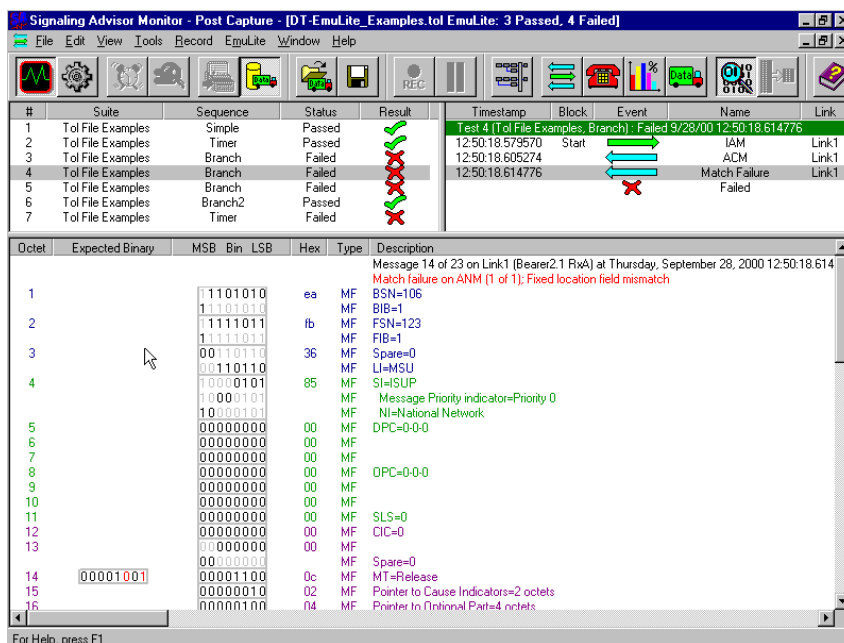 Signaling Advisor Monitor - Post Capture - [DT-EmuLite_Examples.tol EmuLite: 3 Passed, 4 Failed]
File Edit View Tools Record EmuLite Window Help
Data REC Data
# Suite Sequence Status Result
1 Tol File Examples Simple Passed
2 Tol File Examples Timer Passed
3 Tol File Examples Branch Failed
4 Tol File Examples Branch Failed
5 Tol File Examples Branch Failed
6 Tol File Examples Branch2 Passed
7 Tol File Examples Timer Failed
Timestamp Block Event Name Link
Test 4 (Tol File Examples, Branch) : Failed 9/28/00 12:50:18.614776
12:50:18.579570 Start IAM Link1
12:50:18.605274 ACM Link1
12:50:18.614776 Match Failure Link1
Failed
Octet Expected Binary MSB Bin LSB Hex Type Description
Message 14 of 23 on Link1 (Bearer2.1 RxA) at Thursday, September 28, 2000 12:50:18.614
Match failure on ANM (1 of 1); Fixed location field mismatch
1 11101010 ea MF BSN=106
11101010 MF BIB=1
2 11111011 fb MF FSN=123
11111011 MF FIB=1
3 00110110 36 MF Spare=0
00110110 MF LI=MSU
4 10000101 85 MF SI=ISUP
10000101 MF Message Priority indicator=Priority 0
10000101 MF NI=National Network
5 00000000 00 MF DPC=0-0-0
6 00000000 00 MF
7 00000000 00 MF
8 00000000 00 MF OPC=0-0-0
9 00000000 00 MF
10 00000000 00 MF
11 00000000 00 MF SLS=0
12 00000000 00 MF CIC=0
13 00000000 00 MF
00000000 MF Spare=0
14 00001001 00001100 0c MF MT=Release
15 00000010 02 MF Pointer to Cause Indicators=2 octets
16 00000100 04 MF Pointer to Optional Part=4 octets
For Help, press F1